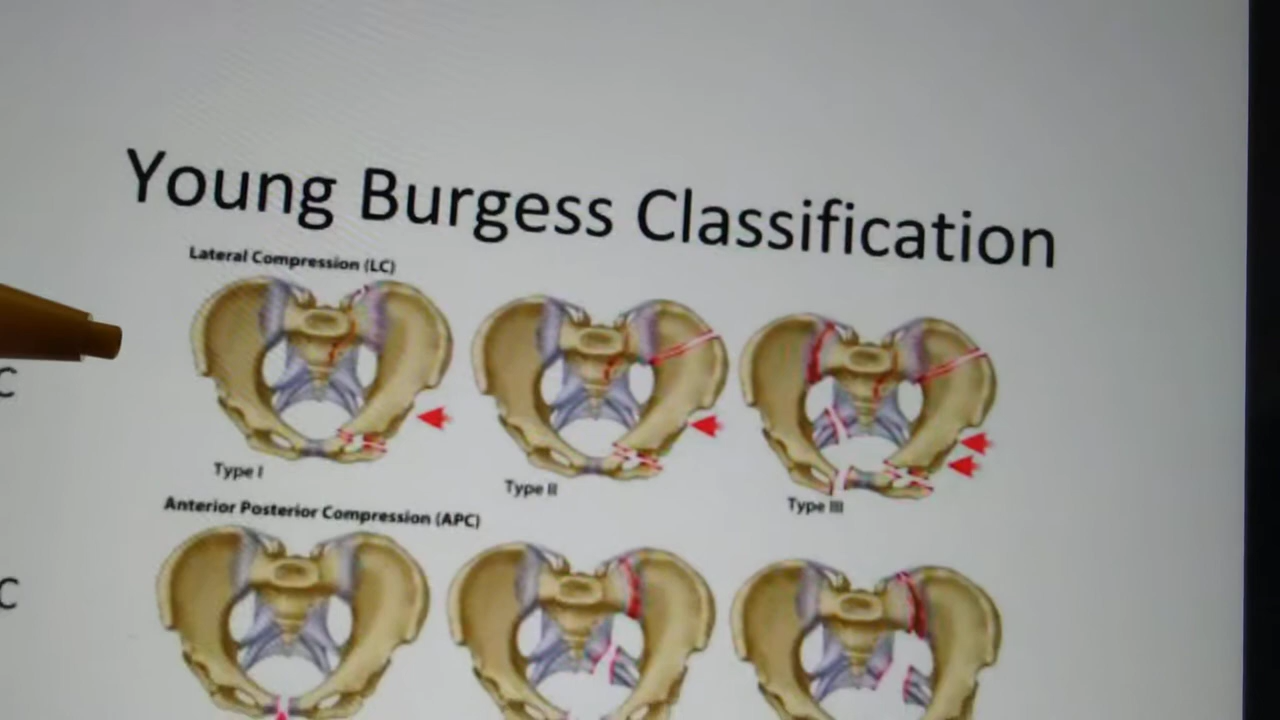 Young Burgess Classification
Lateral Compression (LC)
C
Type I
Type II
Type III
Anterior Posterior Compression (APC)
C